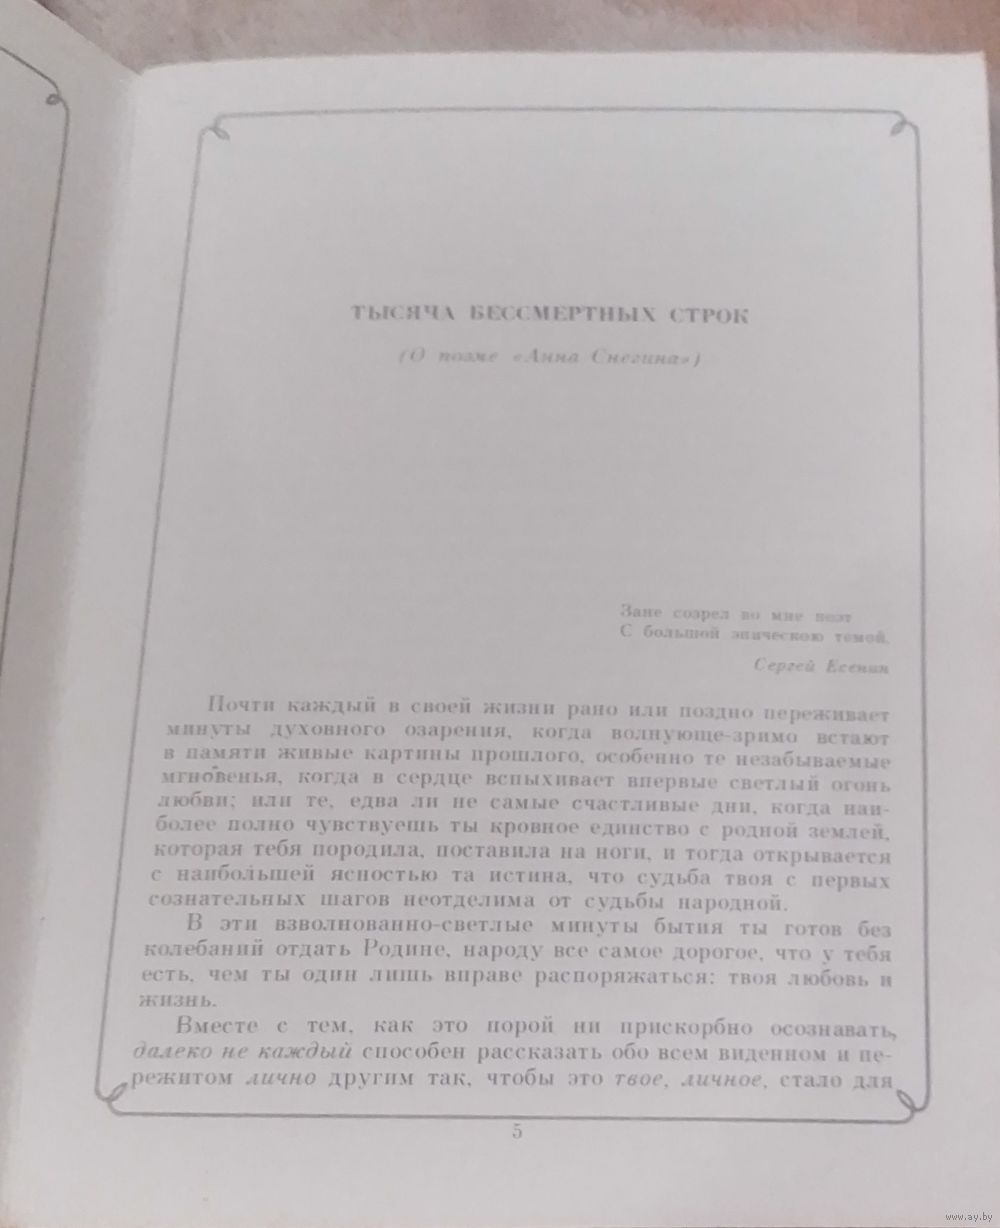 ТЫСЯЧА БЕССМЕРТНЫХ СТРОК
(О поэме «Анна Снегина»)
Зане созрел во мне поэт
С большой эпическою темой.
Сергей Есенин
Почти каждый в своей жизни рано или поздно переживает
минуты духовного озарения, когда волнующе-зримо встают
в памяти живые картины прошлого, особенно те незабываемые
мгновенья, когда в сердце вспыхивает впервые светлый огонь
любви; или те, едва ли не самые счастливые дни, когда наи-
более полно чувствуешь ты кровное единство с родной землей,
которая тебя породила, поставила на ноги, и тогда открывается
с наибольшей ясностью та истина, что судьба твоя с первых
сознательных шагов неотделима от судьбы народной.
В эти взволнованно-светлые минуты бытия ты готов без
колебаний отдать Родине, народу все самое дорогое, что у тебя
есть, чем ты один лишь вправе распоряжаться: твоя любовь и
жизнь.
Вместе с тем, как это порой ни прискорбно осознавать,
далеко не каждый способен рассказать обо всем виденном и пе-
режитом лично другим так, чтобы это твое, личное, стало для
5
www.ay.by